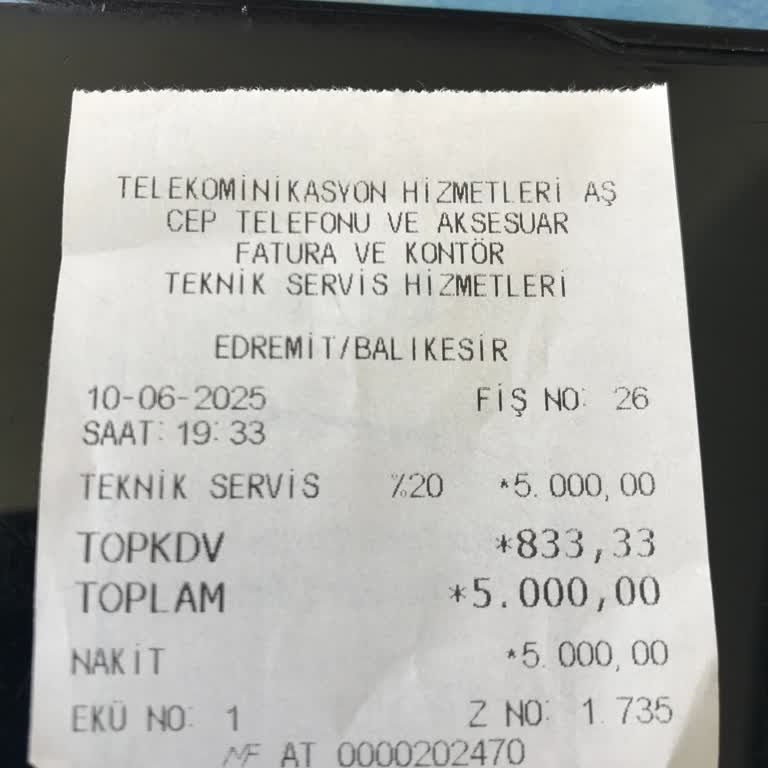 TELEKOMİNİKASYON HİZMETLERİ AŞ
CEP TELEFONU VE AKSESUAR
FATURA VE KONTÖR
TEKNİK SERVİS HİZMETLERİ
EDREMİT/BALIKESİR
10-06-2025 FİŞ NO: 26
SAAT: 19:33
TEKNİK SERVİS %20 *5.000,00
TOPKDV *833,33
TOPLAM *5.000,00
NAKİT *5.000,00
EKÜ NO: 1 Z NO: 1.735
MF AT 0000202470